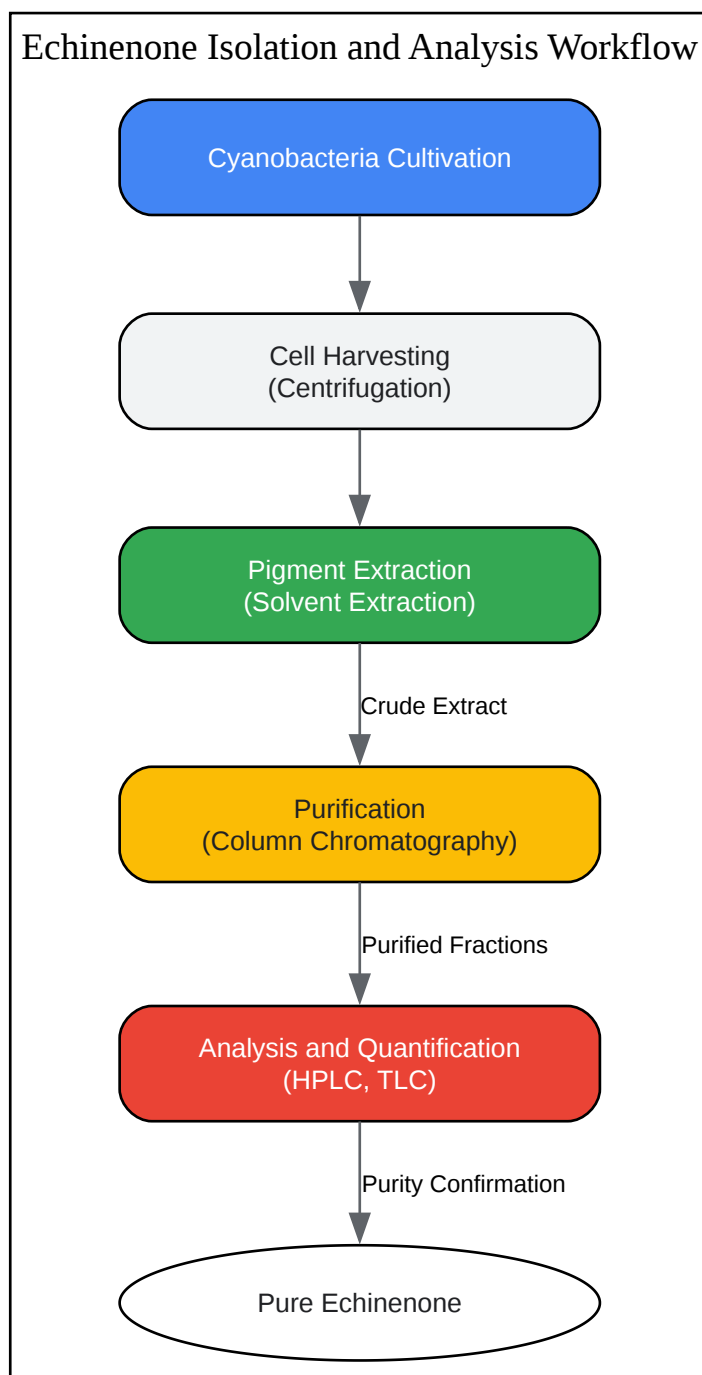 Echinenone Isolation and Analysis Workflow
Cyanobacteria Cultivation
Cell Harvesting
(Centrifugation)
Pigment Extraction
(Solvent Extraction)
Crude Extract
Purification
(Column Chromatography)
Purified Fractions
Analysis and Quantification
(HPLC, TLC)
Purity Confirmation
Pure Echinenone